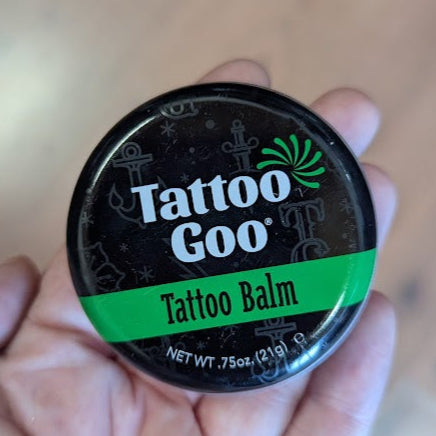 Tattoo
Goo®
Tattoo Balm
NET WT .75oz. (21g) ℮